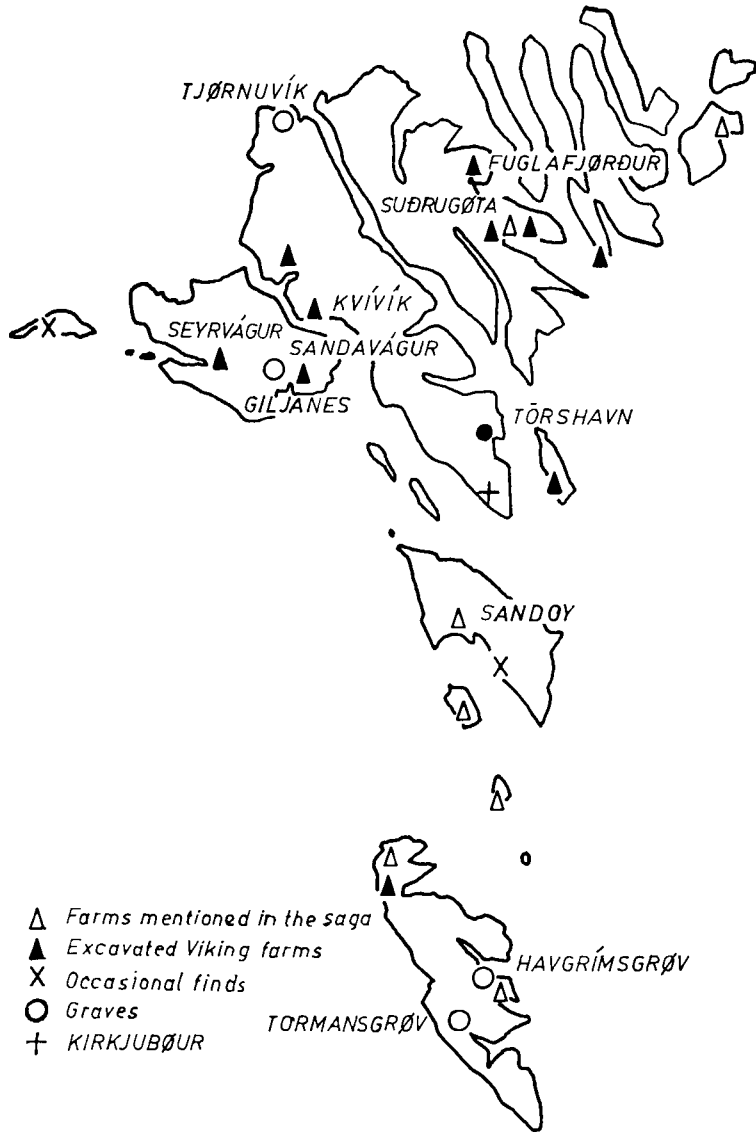 TJØRNUVÍK
FUGLAFJØRÐUR
SUÐRUGØTA
KVÍVÍK
SEYRVÁGUR
SANDAVÁGUR
GILJANES
TÓRSHAVN
SANDOY
Farms mentioned in the saga
Excavated Viking farms
Occasional finds
Graves
KIRKJUBØUR
HAVGRÍMSGRØV
TORMANSGRØV